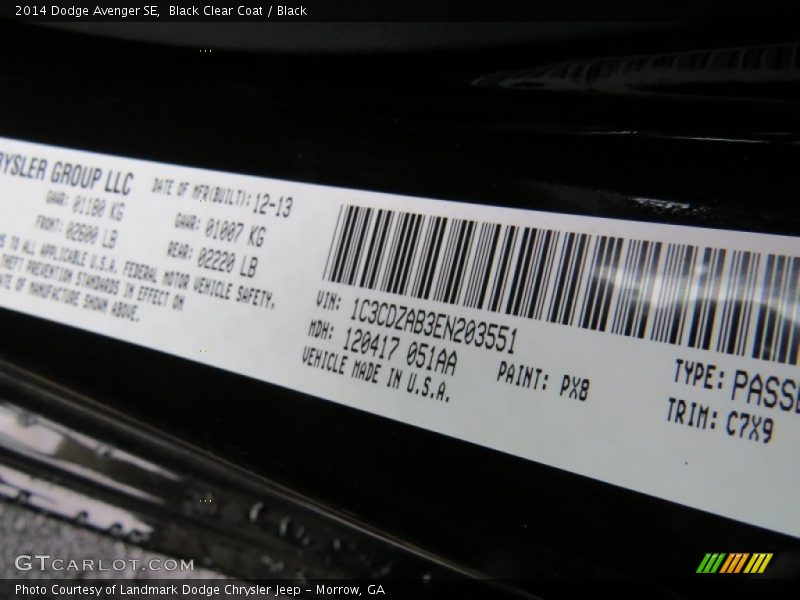 2014 Dodge Avenger SE,  Black Clear Coat / Black
RYSLER GROUP LLC
DATE OF MFR(BUILT): 12-13
GAWR: 01180 KG
GAWR: 01007 KG
FRONT: 02600 LB
REAR: 02220 LB
TO ALL APPLICABLE U.S.A. FEDERAL MOTOR VEHICLE SAFETY,
THEFT PREVENTION STANDARDS IN EFFECT ON
ATE OF MANUFACTURE SHOWN ABOVE.
VIN: 1C3CDZAB3EN203551
MDH: 120417 051AA
VEHICLE MADE IN U.S.A.
PAINT: PX8
TYPE: PASSE
TRIM: C7X9
GTCARLOT.COM
Photo Courtesy of Landmark Dodge Chrysler Jeep – Morrow, GA